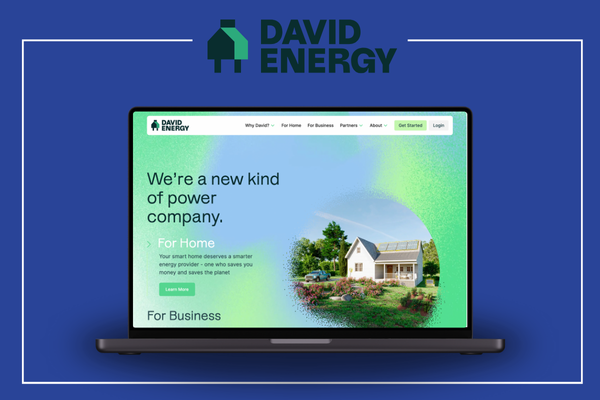 DAVID
ENERGY
DAVID
ENERGY
Why David? For Home For Business Partners About Get Started Login
We're a new kind
of power
company.
For Home
Your smart home deserves a smarter
energy provider - one who saves you
money and saves the planet
Learn More
For Business